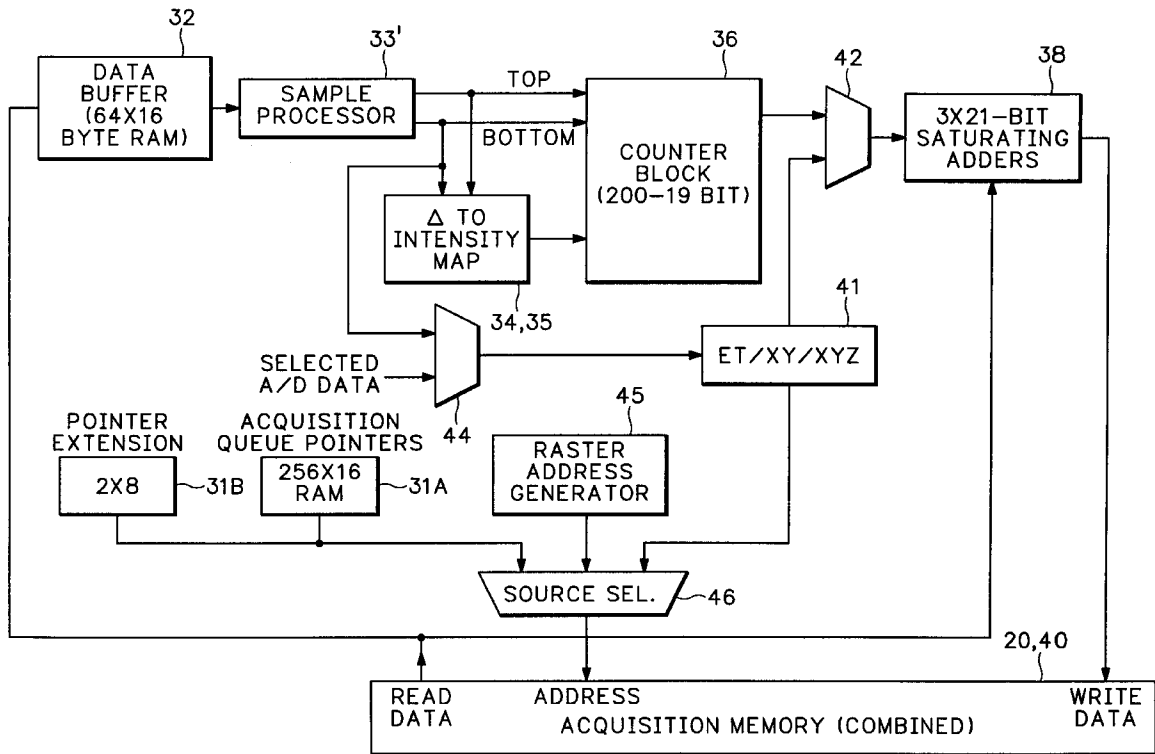 32
DATA
BUFFER
(64X16
BYTE RAM)
33'
SAMPLE
PROCESSOR
TOP
BOTTOM
36
COUNTER
BLOCK
(200-19 BIT)
42
38
3X21-BIT
SATURATING
ADDERS
Δ TO
INTENSITY
MAP
34,35
41
ET/XY/XYZ
SELECTED
A/D DATA
44
POINTER
EXTENSION
2X8
31B
ACQUISITION
QUEUE POINTERS
256X16
RAM
31A
45
RASTER
ADDRESS
GENERATOR
SOURCE SEL.
46
20,40
READ
DATA
ADDRESS
WRITE
DATA
ACQUISITION MEMORY (COMBINED)